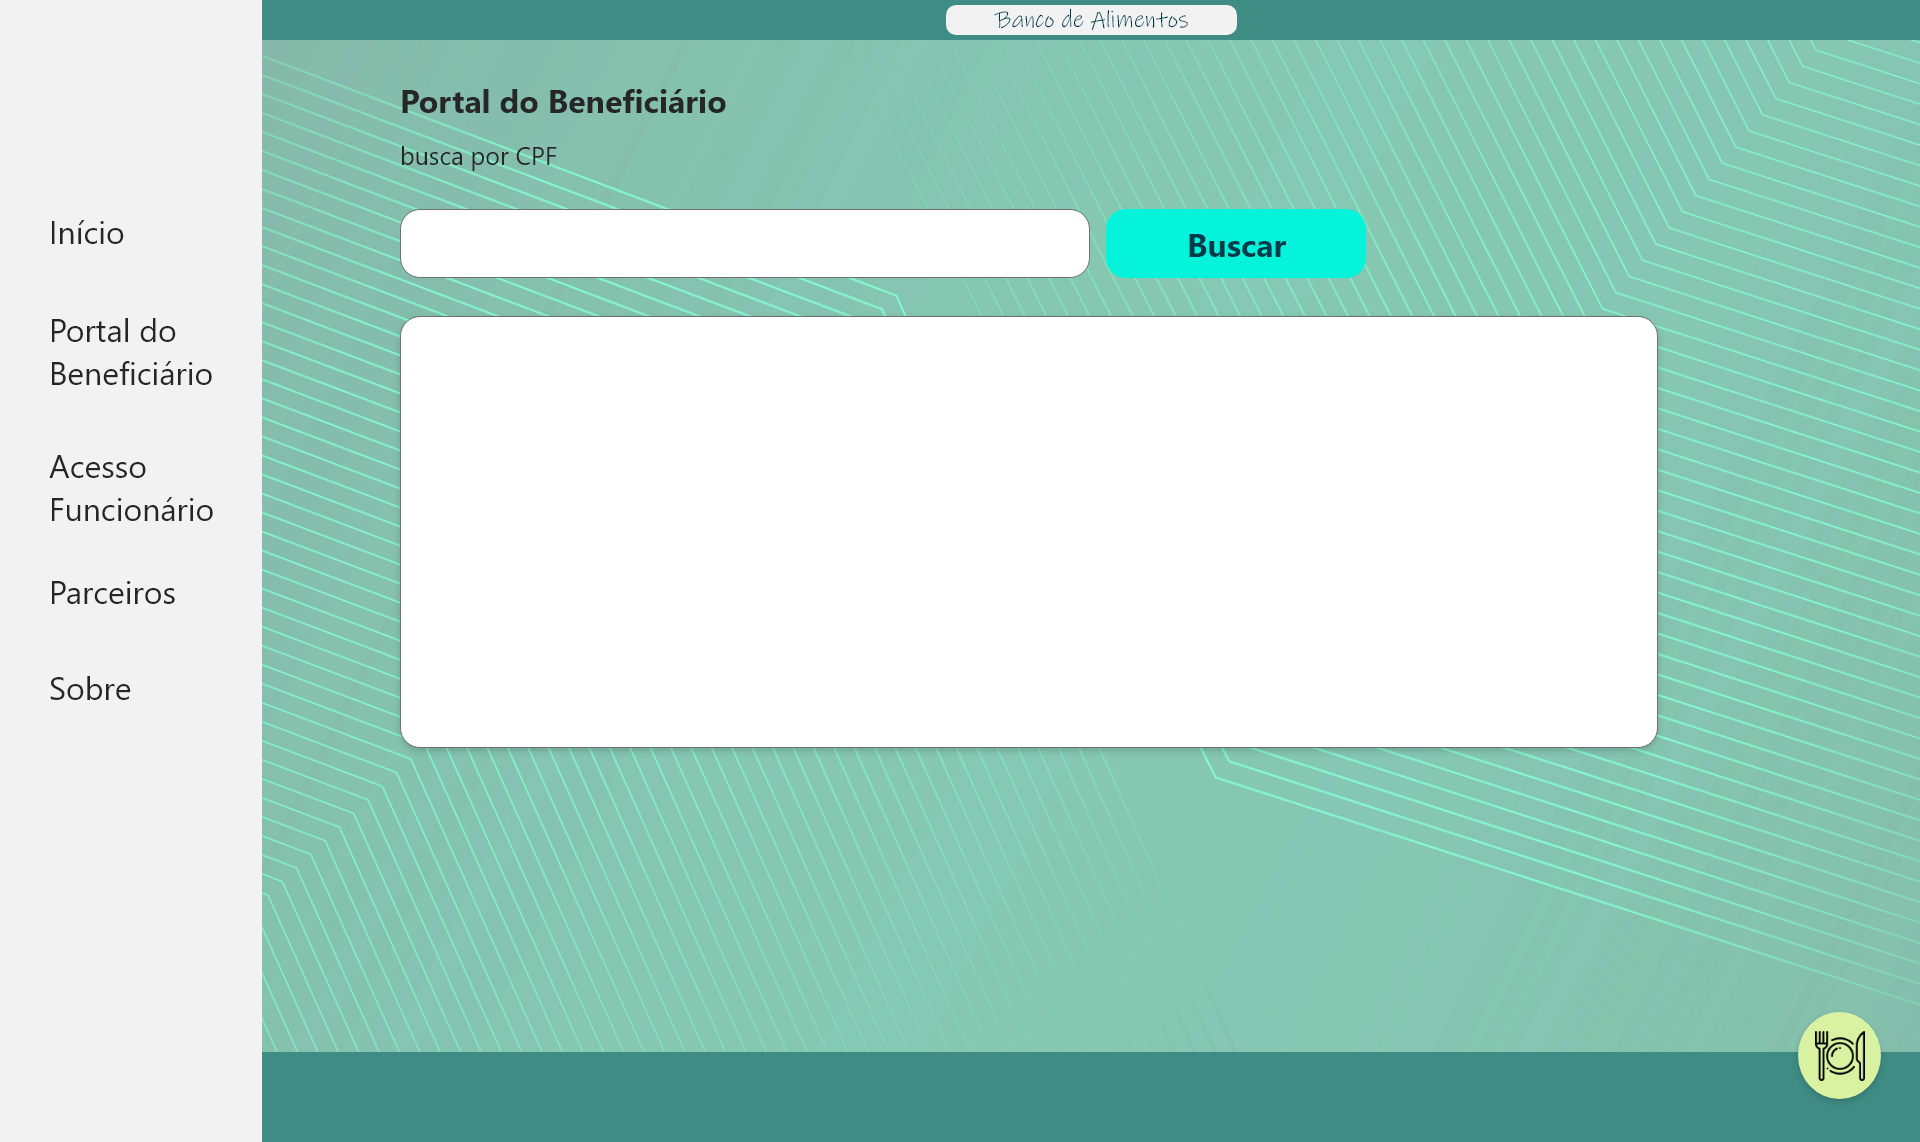 Banco de Alimentos
Portal do Beneficiário
busca por CPF
Buscar
Início
Portal do
Beneficiário
Acesso
Funcionário
Parceiros
Sobre